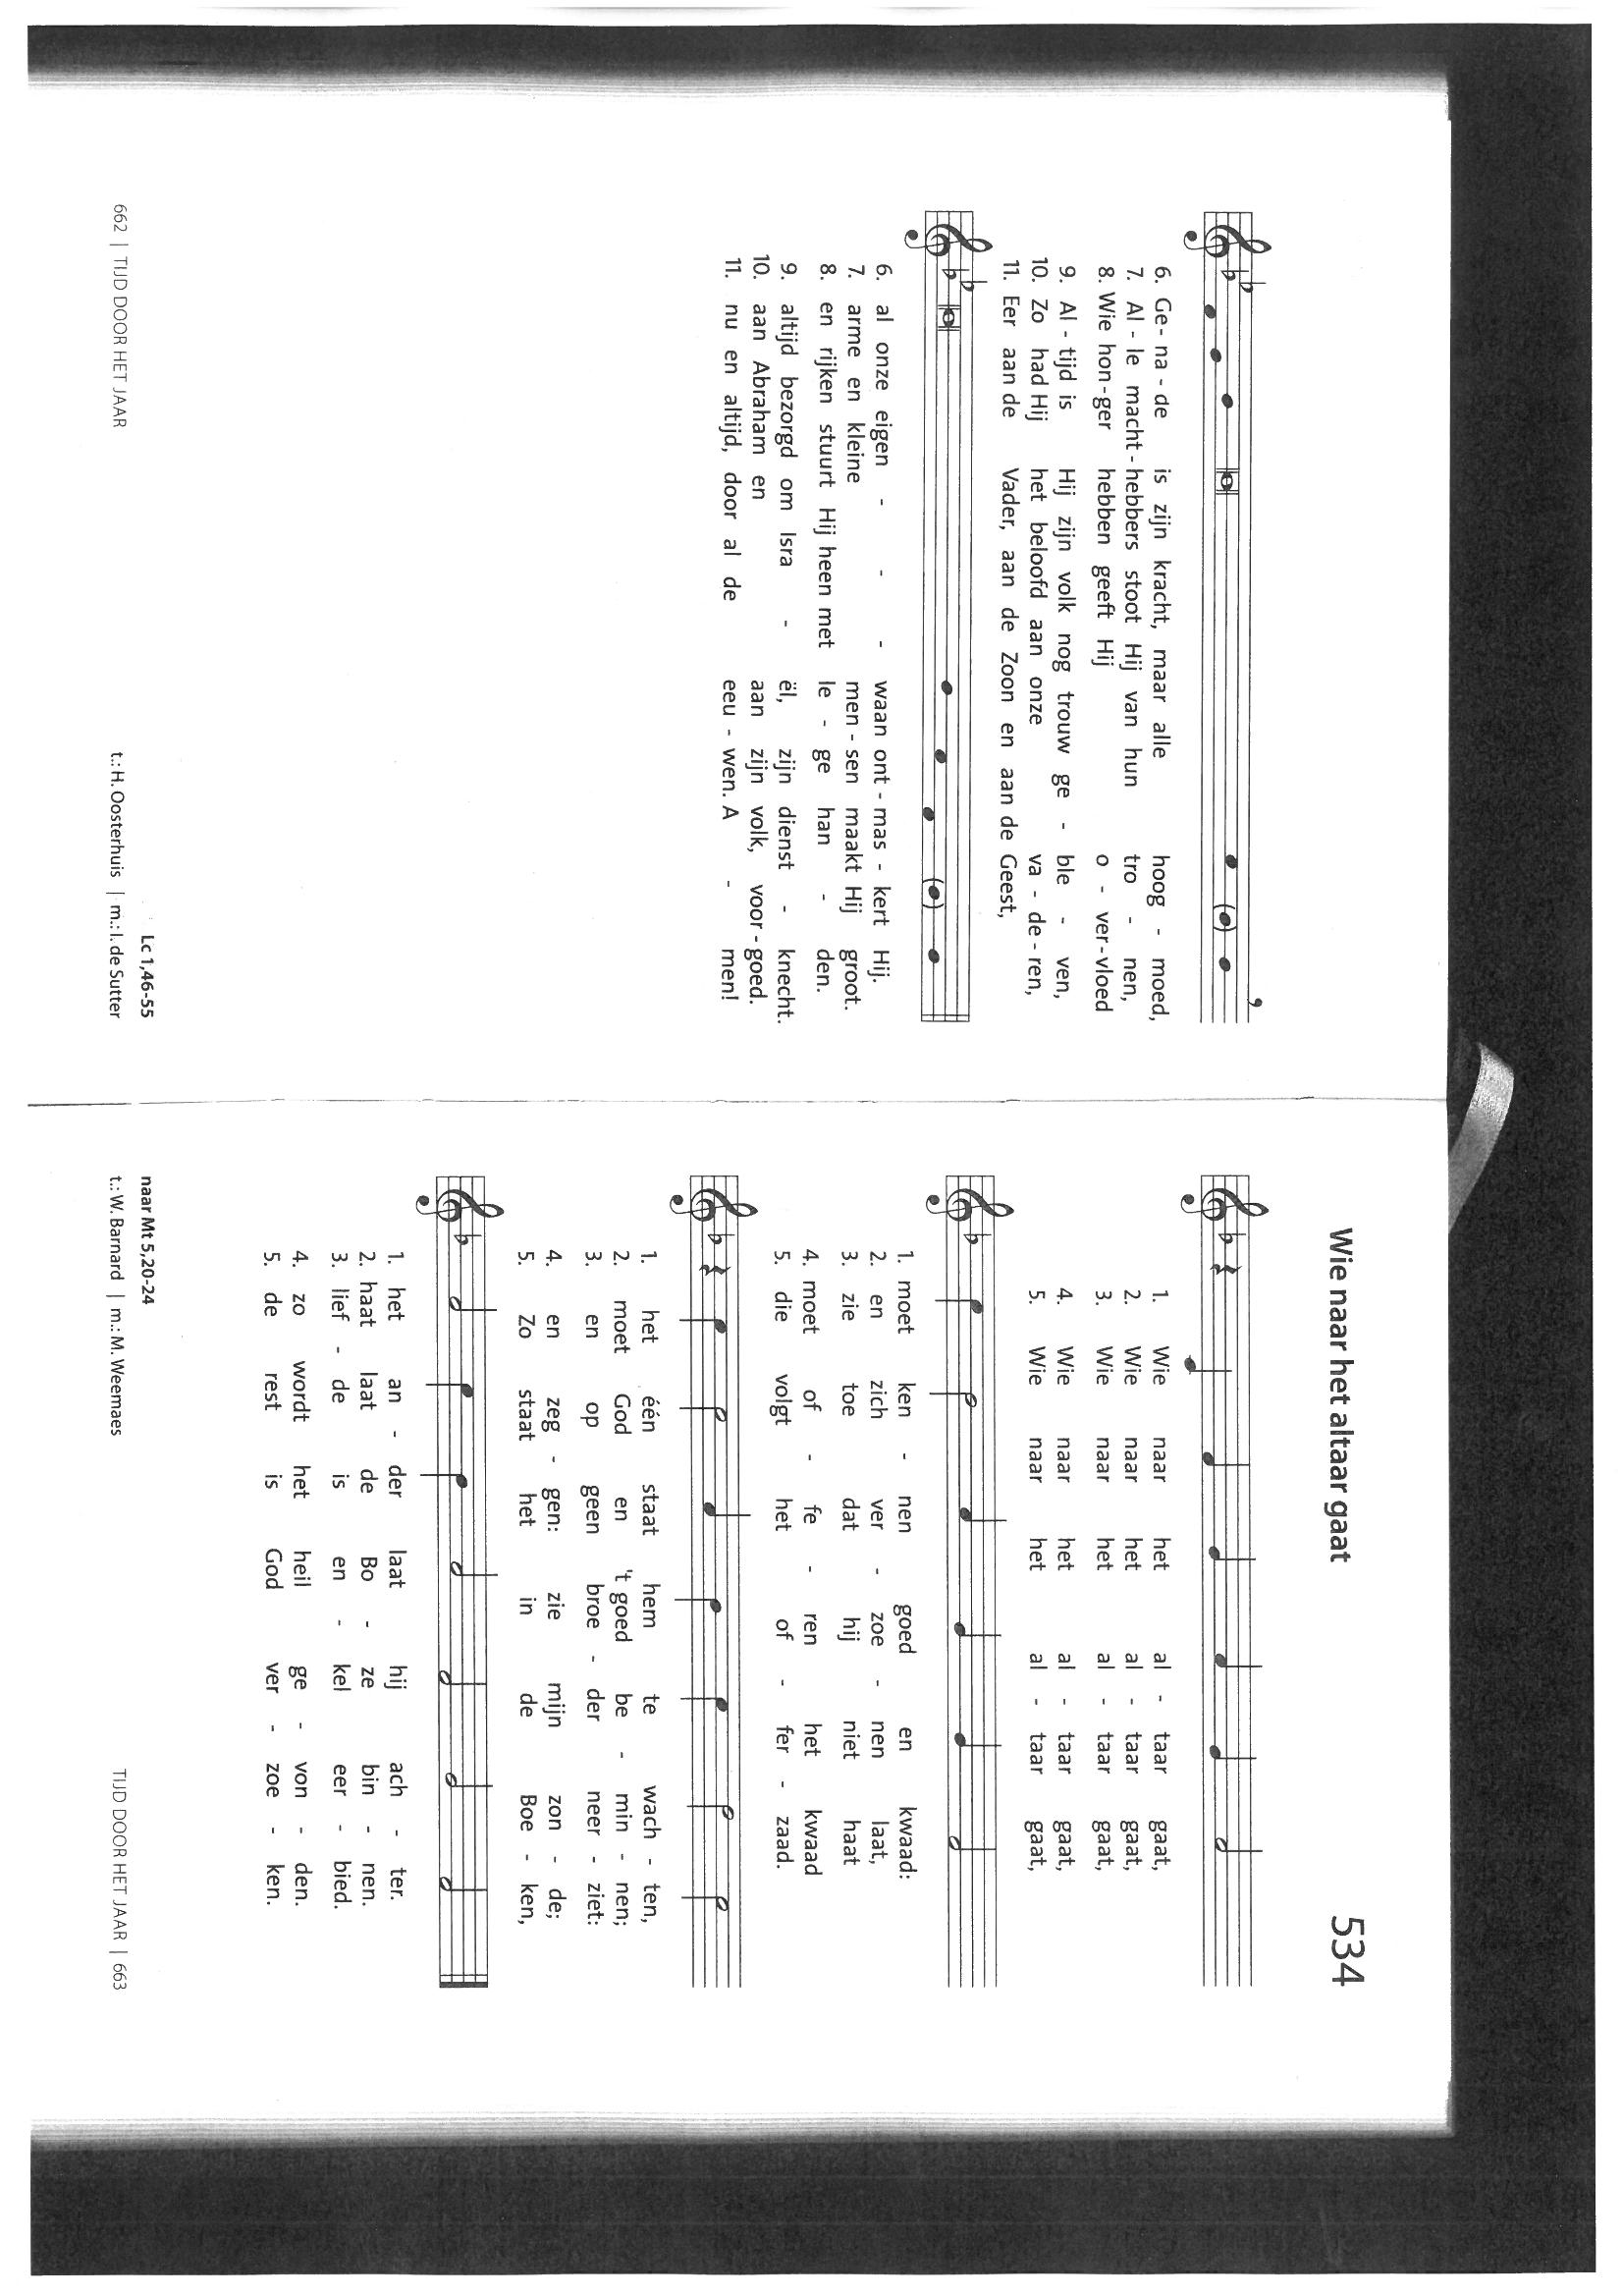 6. Ge - na - de is zijn kracht, maar alle hoog - moed,
7. Al - le macht - hebbers stoot Hij van hun tro - nen,
8. Wie hon - ger hebben geeft Hij o - ver - vloed
9. Al - tijd is Hij zijn volk nog trouw ge - ble - ven,
10. Zo had Hij het beloofd aan onze va - de - ren,
11. Eer aan de Vader, aan de Zoon en aan de Geest,
6. al onze eigen - - - waan ont - mas - kert Hij.
7. arme en kleine men - sen maakt Hij groot.
8. en rijken stuurt Hij heen met le - ge han - den.
9. altijd bezorgd om Isra - ël, zijn dienst - knecht.
10. aan Abraham en aan zijn volk, voor - goed.
11. nu en altijd, door al de eeu - wen. A - men!
Lc 1,46-55
662 | TIJD DOOR HET JAAR t.: H. Oosterhuis | m.: I. de Sutter
Wie naar het altaar gaat 534
1. Wie naar het al - taar gaat,
2. Wie naar het al - taar gaat,
3. Wie naar het al - taar gaat,
4. Wie naar het al - taar gaat,
5. Wie naar het al - taar gaat,
1. moet ken - nen goed en kwaad:
2. en zich ver - zoe - nen laat,
3. zie toe dat hij niet haat
4. moet of - fe - ren het kwaad
5. die volgt het of - fer - zaad.
1. het één staat hem te wach - ten,
2. moet God en 't goed be - min - nen;
3. en op geen broe - der neer - ziet:
4. en zeg - gen: zie mijn zon - de;
5. Zo staat het in de Boe - ken,
1. het an - der laat hij ach - ter.
2. haat laat de Bo - ze bin - nen.
3. lief - de is en - kel eer - bied.
4. zo wordt het heil ge - von - den.
5. de rest is God ver - zoe - ken.
naar Mt 5,20-24
t.: W. Barnard | m.: M. Weemaes TIJD DOOR HET JAAR | 663